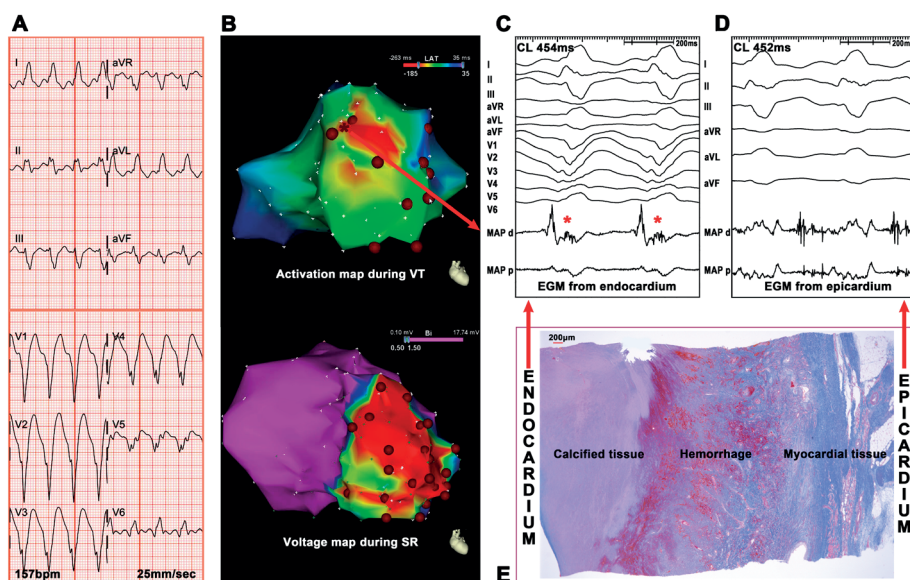 A
I
aVR
II
aVL
III
aVF
V1
V4
V2
V5
V3
V6
157bpm
25mm/sec
B
-263 ms LAT 35 ms
-185 35
*
Activation map during VT
Bi
0.10 mV 17.74 mV
0.50 1.50
Voltage map during SR
C
CL 454ms
200ms
I
II
III
aVR
aVL
aVF
V1
V2
V3
V4
V5
V6
MAP d
* *
MAP p
EGM from endocardium
D
CL 452ms
200ms
I
II
III
aVR
aVL
aVF
MAP d
MAP p
EGM from epicardium
E
ENDOCARDIUM
200µm
Calcified tissue
Hemorrhage
Myocardial tissue
EPICARDIUM